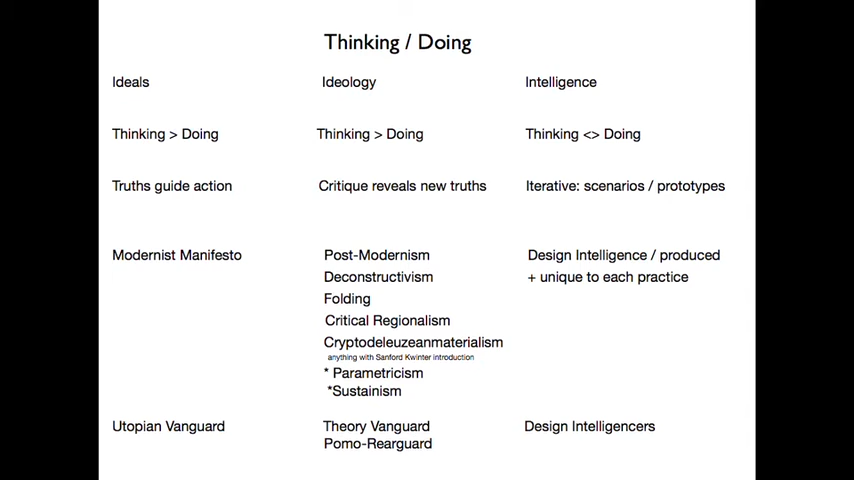 Thinking / Doing
Ideals Ideology Intelligence
Thinking > Doing Thinking > Doing Thinking <> Doing
Truths guide action Critique reveals new truths Iterative: scenarios / prototypes
Modernist Manifesto Post-Modernism Design Intelligence / produced
Deconstructivism + unique to each practice
Folding
Critical Regionalism
Cryptodeleuzeanmaterialism
anything with Sanford Kwinter introduction
* Parametricism
*Sustainism
Utopian Vanguard Theory Vanguard Design Intelligencers
Pomo-Rearguard